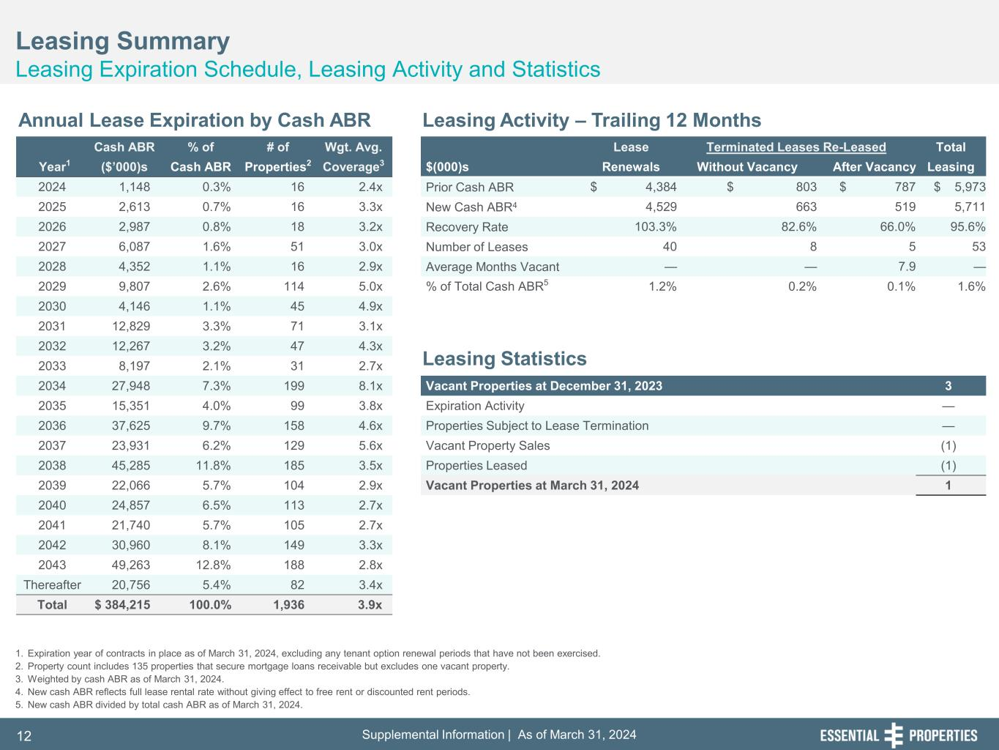 Leasing Summary
Leasing Expiration Schedule, Leasing Activity and Statistics
Annual Lease Expiration by Cash ABR
Cash ABR % of # of Wgt. Avg.
Year1 ($'000)s Cash ABR Properties2 Coverage3
2024 1,148 0.3% 16 2.4x
2025 2,613 0.7% 16 3.3x
2026 2,987 0.8% 18 3.2x
2027 6,087 1.6% 51 3.0x
2028 4,352 1.1% 16 2.9x
2029 9,807 2.6% 114 5.0x
2030 4,146 1.1% 45 4.9x
2031 12,829 3.3% 71 3.1x
2032 12,267 3.2% 47 4.3x
2033 8,197 2.1% 31 2.7x
2034 27,948 7.3% 199 8.1x
2035 15,351 4.0% 99 3.8x
2036 37,625 9.7% 158 4.6x
2037 23,931 6.2% 129 5.6x
2038 45,285 11.8% 185 3.5x
2039 22,066 5.7% 104 2.9x
2040 24,857 6.5% 113 2.7x
2041 21,740 5.7% 105 2.7x
2042 30,960 8.1% 149 3.3x
2043 49,263 12.8% 188 2.8x
Thereafter 20,756 5.4% 82 3.4x
Total $ 384,215 100.0% 1,936 3.9x
Leasing Activity – Trailing 12 Months
Lease Terminated Leases Re-Leased Total
$(000)s Renewals Without Vacancy After Vacancy Leasing
Prior Cash ABR $ 4,384 $ 803 $ 787 $ 5,973
New Cash ABR4 4,529 663 519 5,711
Recovery Rate 103.3% 82.6% 66.0% 95.6%
Number of Leases 40 8 5 53
Average Months Vacant — — 7.9 —
% of Total Cash ABR5 1.2% 0.2% 0.1% 1.6%
Leasing Statistics
Vacant Properties at December 31, 2023 3
Expiration Activity —
Properties Subject to Lease Termination —
Vacant Property Sales (1)
Properties Leased (1)
Vacant Properties at March 31, 2024 1
1. Expiration year of contracts in place as of March 31, 2024, excluding any tenant option renewal periods that have not been exercised.
2. Property count includes 135 properties that secure mortgage loans receivable but excludes one vacant property.
3. Weighted by cash ABR as of March 31, 2024.
4. New cash ABR reflects full lease rental rate without giving effect to free rent or discounted rent periods.
5. New cash ABR divided by total cash ABR as of March 31, 2024.
12 Supplemental Information | As of March 31, 2024 ESSENTIAL PROPERTIES